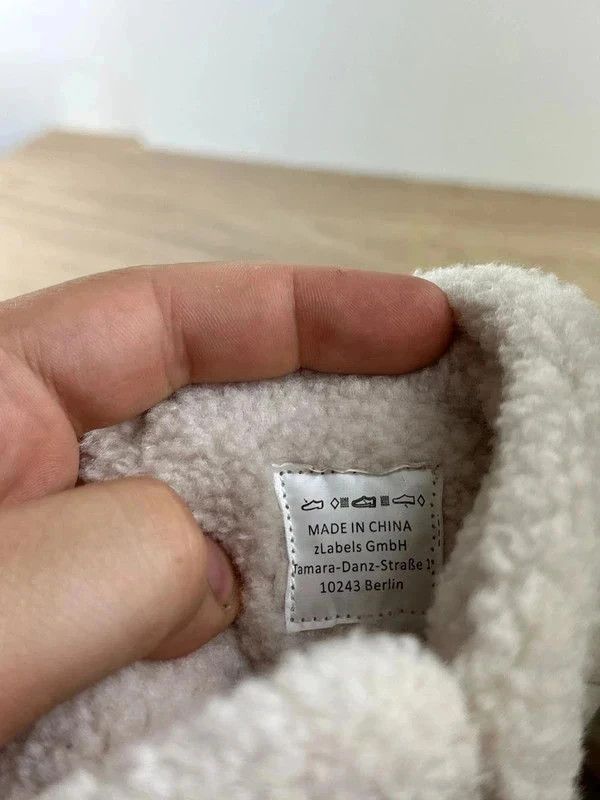 MADE IN CHINA
zLabels GmbH
Tamara-Danz-Straße 1
10243 Berlin